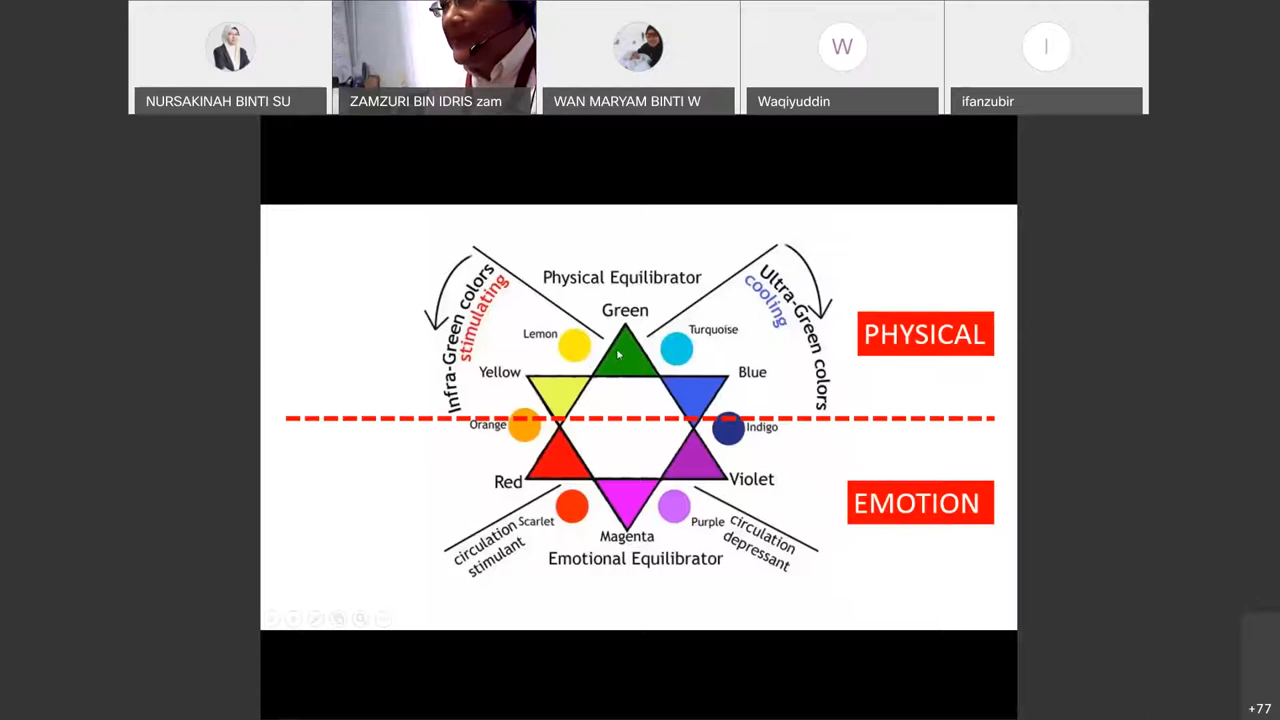 NURSAKINAH BINTI SU
ZAMZURI BIN IDRIS zam
WAN MARYAM BINTI W
W
Waqiyuddin
I
ifanzubir
Physical Equilibrator
Green
Infra-Green colors
stimulating
Ultra-Green colors
cooling
Lemon
Turquoise
PHYSICAL
Yellow
Blue
Orange
Indigo
Red
Violet
EMOTION
Scarlet
Purple
circulation
stimulant
circulation
depressant
Magenta
Emotional Equilibrator
+77